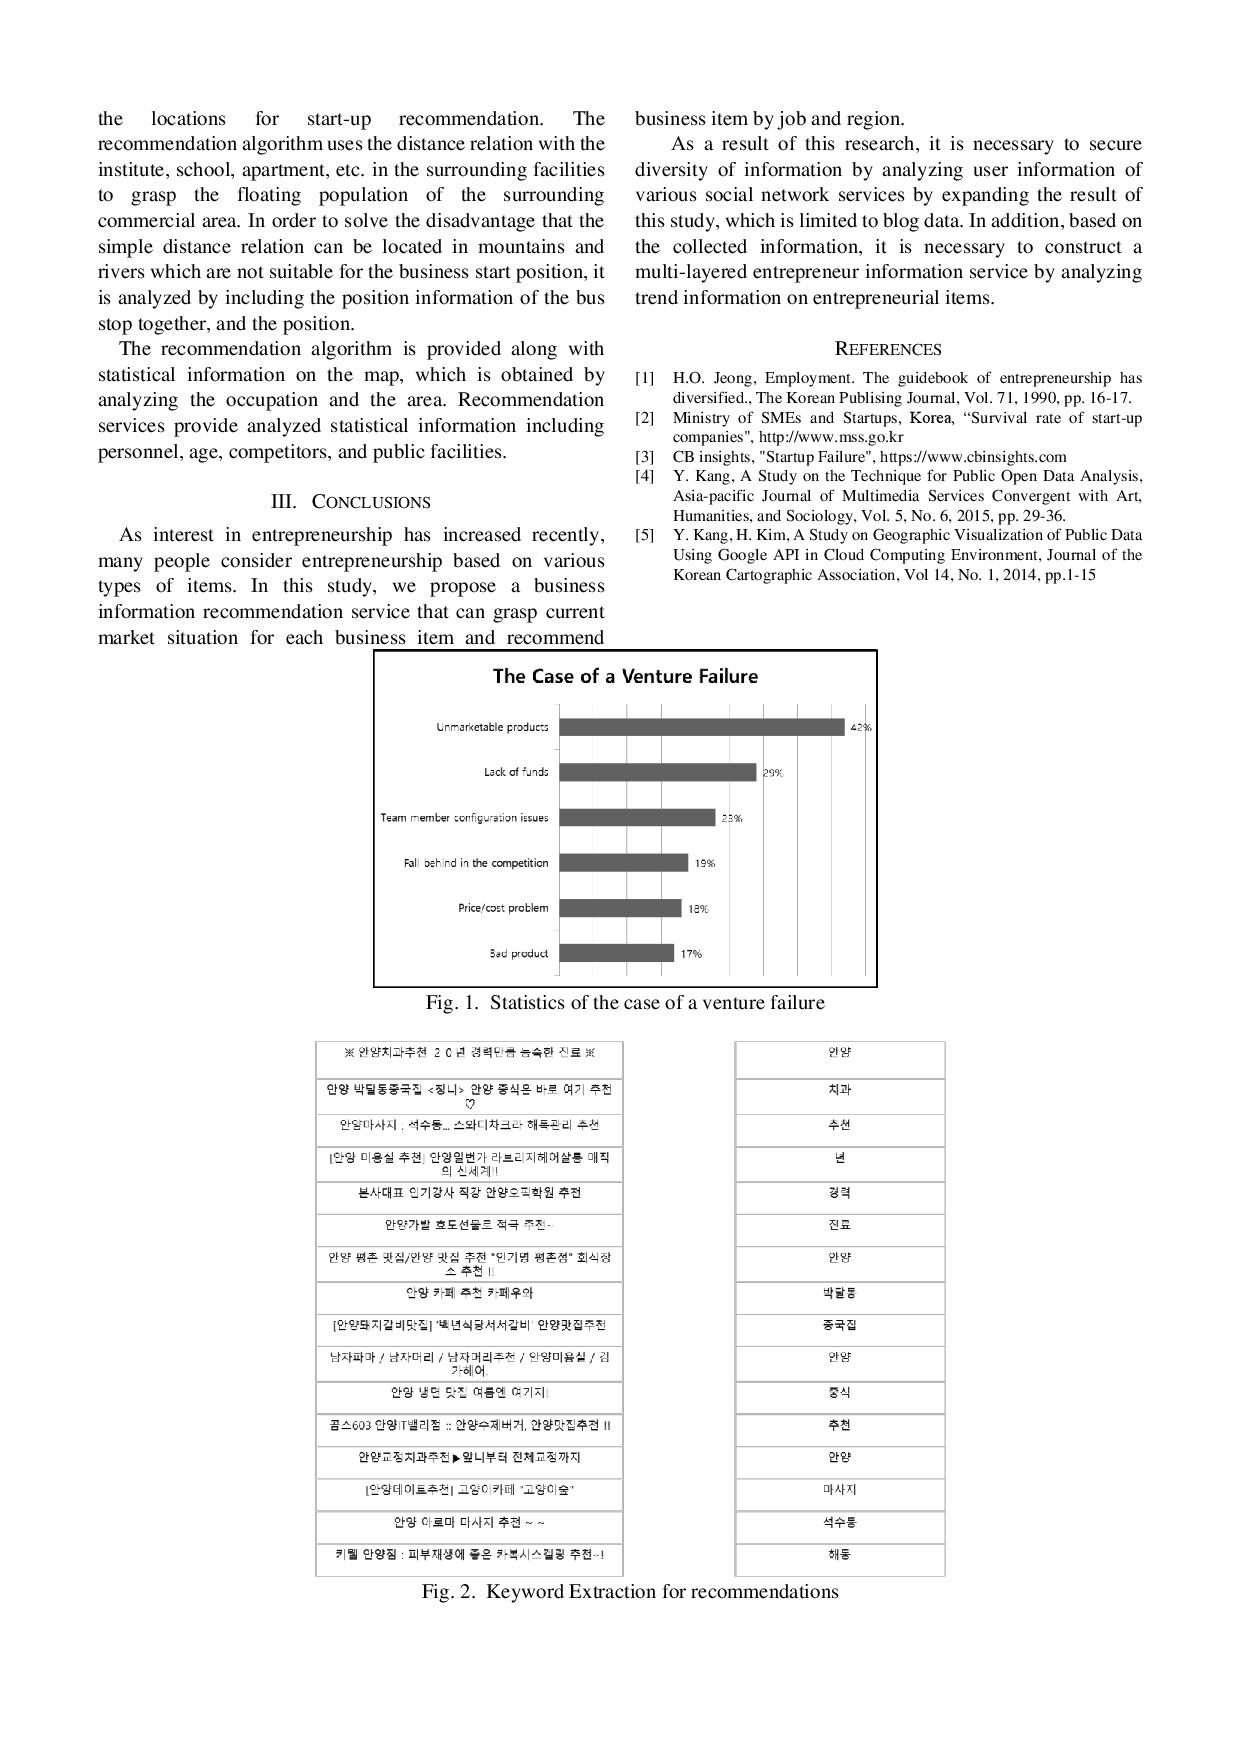 the locations for start-up recommendation. The
recommendation algorithm uses the distance relation with the
institute, school, apartment, etc. in the surrounding facilities
to grasp the floating population of the surrounding
commercial area. In order to solve the disadvantage that the
simple distance relation can be located in mountains and
rivers which are not suitable for the business start position, it
is analyzed by including the position information of the bus
stop together, and the position.
The recommendation algorithm is provided along with
statistical information on the map, which is obtained by
analyzing the occupation and the area. Recommendation
services provide analyzed statistical information including
personnel, age, competitors, and public facilities.
III. CONCLUSIONS
As interest in entrepreneurship has increased recently,
many people consider entrepreneurship based on various
types of items. In this study, we propose a business
information recommendation service that can grasp current
market situation for each business item and recommend
business item by job and region.
As a result of this research, it is necessary to secure
diversity of information by analyzing user information of
various social network services by expanding the result of
this study, which is limited to blog data. In addition, based on
the collected information, it is necessary to construct a
multi-layered entrepreneur information service by analyzing
trend information on entrepreneurial items.
REFERENCES
[1] H.O. Jeong, Employment. The guidebook of entrepreneurship has
diversified., The Korean Publising Journal, Vol. 71, 1990, pp. 16-17.
[2] Ministry of SMEs and Startups, Korea, “Survival rate of start-up
companies", http://www.mss.go.kr
[3] CB insights, "Startup Failure", https://www.cbinsights.com
[4] Y. Kang, A Study on the Technique for Public Open Data Analysis,
Asia-pacific Journal of Multimedia Services Convergent with Art,
Humanities, and Sociology, Vol. 5, No. 6, 2015, pp. 29-36.
[5] Y. Kang, H. Kim, A Study on Geographic Visualization of Public Data
Using Google API in Cloud Computing Environment, Journal of the
Korean Cartographic Association, Vol 14, No. 1, 2014, pp.1-15
The Case of a Venture Failure
Unmarketable products 42%
Lack of funds 29%
Team member configuration issues 23%
Fall behind in the competition 19%
Price/cost problem 18%
Bad product 17%
Fig. 1. Statistics of the case of a venture failure
※ 안양치과추천 20년 경력만큼 능숙한 진료 ※
안양 박달동중국집 <징니> 안양 중식은 바로 여기 추천
♡
안양마사지 : 석수동... 스와디차크라 해독관리 추천
[안양 미용실 추천] 안양일번가 라브리지헤어살롱 매직
의 신세계!!
본사대표 인기강사 직강 안양오픽학원 추천
안양가발 효도선물로 적극 추천~
안양 평촌 맛집/안양 맛집 추천 "인기명 평촌점" 회식장
소 추천 !!
안양 카페 추천 카페우와
[안양돼지갈비맛집] '백년식당서서갈비' 안양맛집추천
남자파마 / 남자머리 / 남자머리추천 / 안양미용실 / 김
가헤어.
안양 냉면 맛집 여름엔 여기지!
곰스603 안양IT밸리점 :: 안양수제버거, 안양맛집추천 !!
안양교정치과추천▶앞니부터 전체교정까지
[안양데이트추천] 고양이카페 "고양이숲"
안양 아로마 마사지 추천 ~ ~
키웰 안양점 : 피부재생에 좋은 카복시스킨링 추천~!
안양
치과
추천
년
경력
진료
안양
박달동
중국집
안양
중식
추천
안양
마사지
석수동
해독
Fig. 2. Keyword Extraction for recommendations